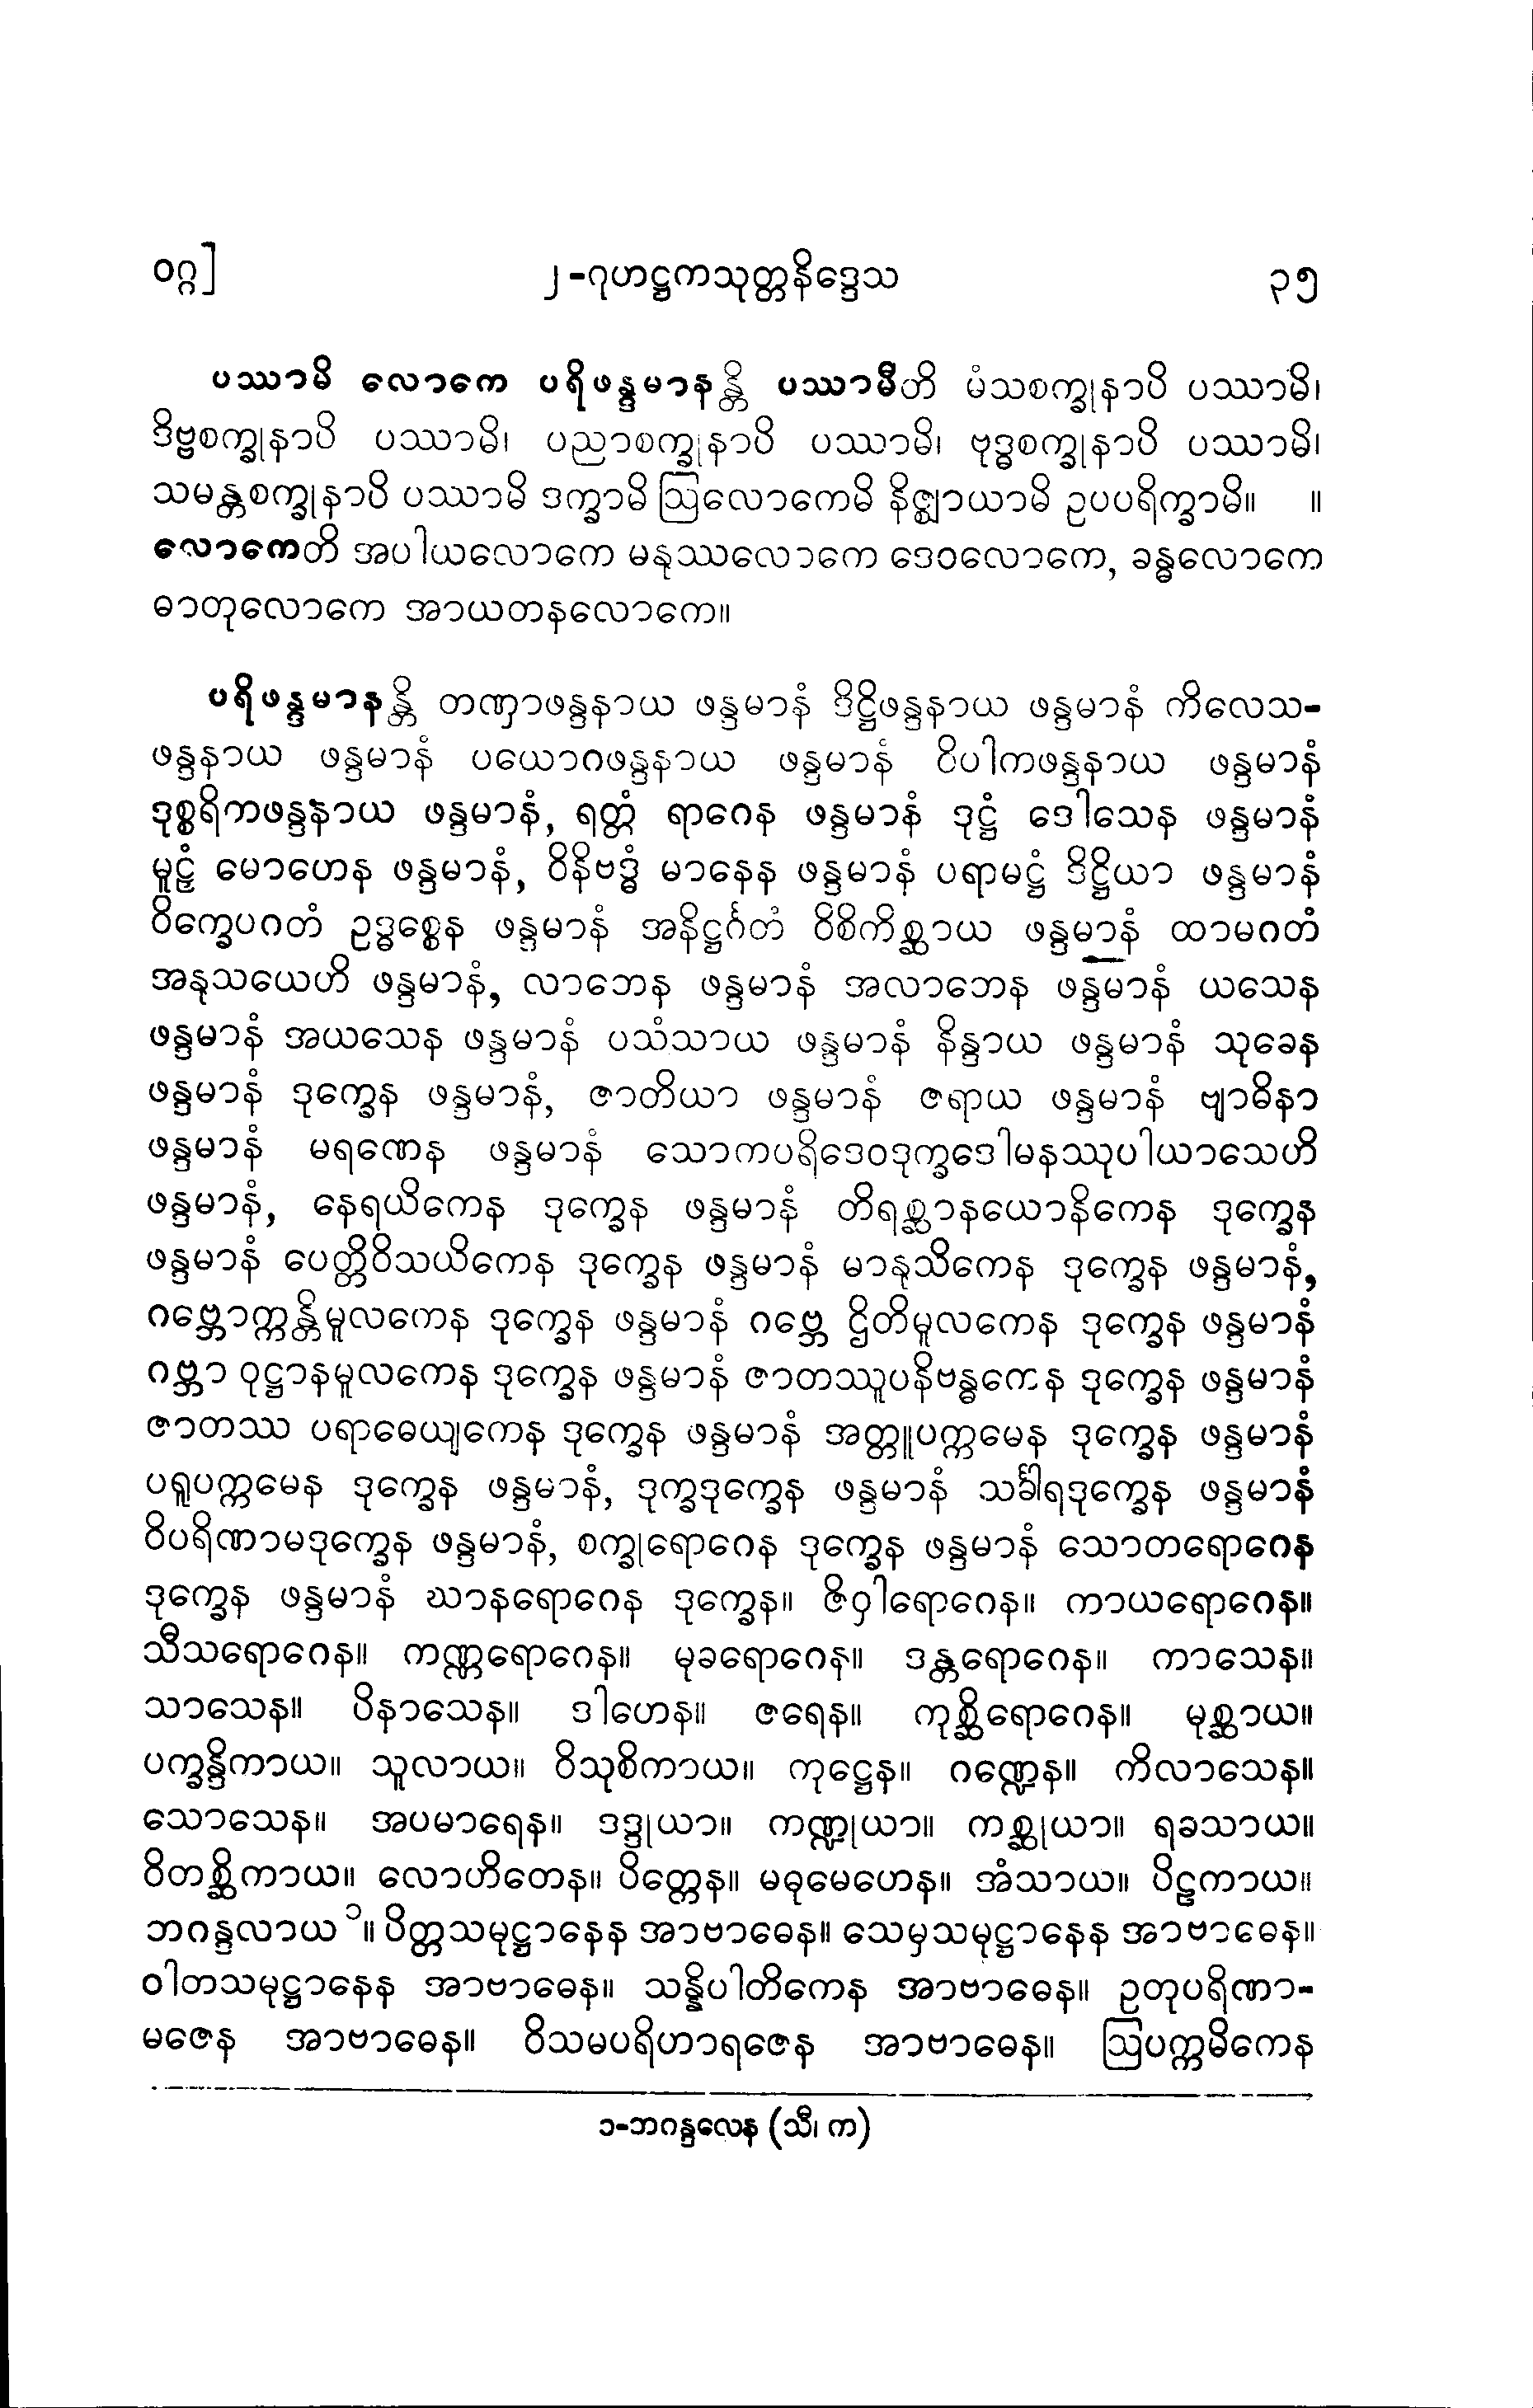 ဝဂ္ဂ]
၂-ဂုဟဋ္ဌကသုတ္တနိဒ္ဒေသ
၃၅
ပဿာမိ လောကေ ပရိဖန္ဒမာနန္တိ ပဿာမီတိ မံသစက္ခုနာပိ ပဿာမိ၊
ဒိဗ္ဗစက္ခုနာပိ ပဿာမိ၊ ပညာစက္ခုနာပိ ပဿာမိ၊ ဗုဒ္ဓစက္ခုနာပိ ပဿာမိ၊
သမန္တစက္ခုနာပိ ပဿာမိ ဒက္ခာမိ ဩလောကေမိ နိဇ္ဈာယာမိ ဥပပရိက္ခာမိ။ ။
လောကေတိ အပါယလောကေ မနုဿလောကေ ဒေဝလောကေ, ခန္ဓလောကေ
ဓာတုလောကေ အာယတနလောကေ။
ပရိဖန္ဒမာနန္တိ တဏှာဖန္ဒနာယ ဖန္ဒမာနံ ဒိဋ္ဌိဖန္ဒနာယ ဖန္ဒမာနံ ကိလေသ-
ဖန္ဒနာယ ဖန္ဒမာနံ ပယောဂဖန္ဒနာယ ဖန္ဒမာနံ ဝိပါကဖန္ဒနာယ ဖန္ဒမာနံ
ဒုစ္စရိကဖန္ဒနာယ ဖန္ဒမာနံ, ရတ္တံ ရာဂေန ဖန္ဒမာနံ ဒုဋ္ဌံ ဒေါသေန ဖန္ဒမာနံ
မူဠှံ မောဟေန ဖန္ဒမာနံ, ဝိနိဗဒ္ဓံ မာနေန ဖန္ဒမာနံ ပရာမဋ္ဌံ ဒိဋ္ဌိယာ ဖန္ဒမာနံ
ဝိက္ခေပဂတံ ဥဒ္ဓစ္စေန ဖန္ဒမာနံ အနိဋ္ဌင်္ဂတံ ဝိစိကိစ္ဆာယ ဖန္ဒမာနံ ထာမဂတံ
အနုသယေဟိ ဖန္ဒမာနံ, လာဘေန ဖန္ဒမာနံ အလာဘေန ဖန္ဒမာနံ ယသေန
ဖန္ဒမာနံ အယသေန ဖန္ဒမာနံ ပသံသာယ ဖန္ဒမာနံ နိန္ဒာယ ဖန္ဒမာနံ သုခေန
ဖန္ဒမာနံ ဒုက္ခေန ဖန္ဒမာနံ, ဇာတိယာ ဖန္ဒမာနံ ဇရာယ ဖန္ဒမာနံ ဗျာဓိနာ
ဖန္ဒမာနံ မရဏေန ဖန္ဒမာနံ သောကပရိဒေဝဒုက္ခဒေါမနဿုပါယာသေဟိ
ဖန္ဒမာနံ, နေရယိကေန ဒုက္ခေန ဖန္ဒမာနံ တိရစ္ဆာနယောနိကေန ဒုက္ခေန
ဖန္ဒမာနံ ပေတ္တိဝိသယိကေန ဒုက္ခေန ဖန္ဒမာနံ မာနုသိကေန ဒုက္ခေန ဖန္ဒမာနံ,
ဂဗ္ဘောက္ကန္တိမူလကေန ဒုက္ခေန ဖန္ဒမာနံ ဂဗ္ဘေ ဌိတိမူလကေန ဒုက္ခေန ဖန္ဒမာနံ
ဂဗ္ဘာ ဝုဋ္ဌာနမူလကေန ဒုက္ခေန ဖန္ဒမာနံ ဇာတဿူပနိဗန္ဓကေန ဒုက္ခေန ဖန္ဒမာနံ
ဇာတဿ ပရာဓေယျကေန ဒုက္ခေန ဖန္ဒမာနံ အတ္တူပက္ကမေန ဒုက္ခေန ဖန္ဒမာနံ
ပရူပက္ကမေန ဒုက္ခေန ဖန္ဒမာနံ, ဒုက္ခဒုက္ခေန ဖန္ဒမာနံ သင်္ခါရဒုက္ခေန ဖန္ဒမာနံ
ဝိပရိဏာမဒုက္ခေန ဖန္ဒမာနံ, စက္ခုရောဂေန ဒုက္ခေန ဖန္ဒမာနံ သောတရောဂေန
ဒုက္ခေန ဖန္ဒမာနံ ဃာနရောဂေန ဒုက္ခေန။ ဇိဝှါရောဂေန။ ကာယရောဂေန။
သီသရောဂေန။ ကဏ္ဏရောဂေန။ မုခရောဂေန။ ဒန္တရောဂေန။ ကာသေန။
သာသေန။ ပိနာသေန။ ဒါဟေန။ ဇရေန။ ကုစ္ဆိရောဂေန။ မုစ္ဆာယ။
ပက္ခန္ဒိကာယ။ သူလာယ။ ဝိသုစိကာယ။ ကုဋ္ဌေန။ ဂဏ္ဍေန။ ကိလာသေန။
သောသေန။ အပမာရေန။ ဒဒ္ဒုယာ။ ကဏ္ဍုယာ။ ကစ္ဆုယာ။ ရခသာယ။
ဝိတစ္ဆိကာယ။ လောဟိတေန။ ပိတ္တေန။ မဓုမေဟေန။ အံသာယ။ ပိဠကာယ။
ဘဂန္ဒလာယ ၁။ ပိတ္တသမုဋ္ဌာနေန အာဗာဓေန။ သေမှသမုဋ္ဌာနေန အာဗာဓေန။
ဝါတသမုဋ္ဌာနေန အာဗာဓေန။ သန္နိပါတိကေန အာဗာဓေန။ ဥတုပရိဏာ-
မဇေန အာဗာဓေန။ ဝိသမပရိဟာရဇေန အာဗာဓေန။ ဩပက္ကမိကေန
၁-ဘဂန္ဒလေန (သီ၊ က)